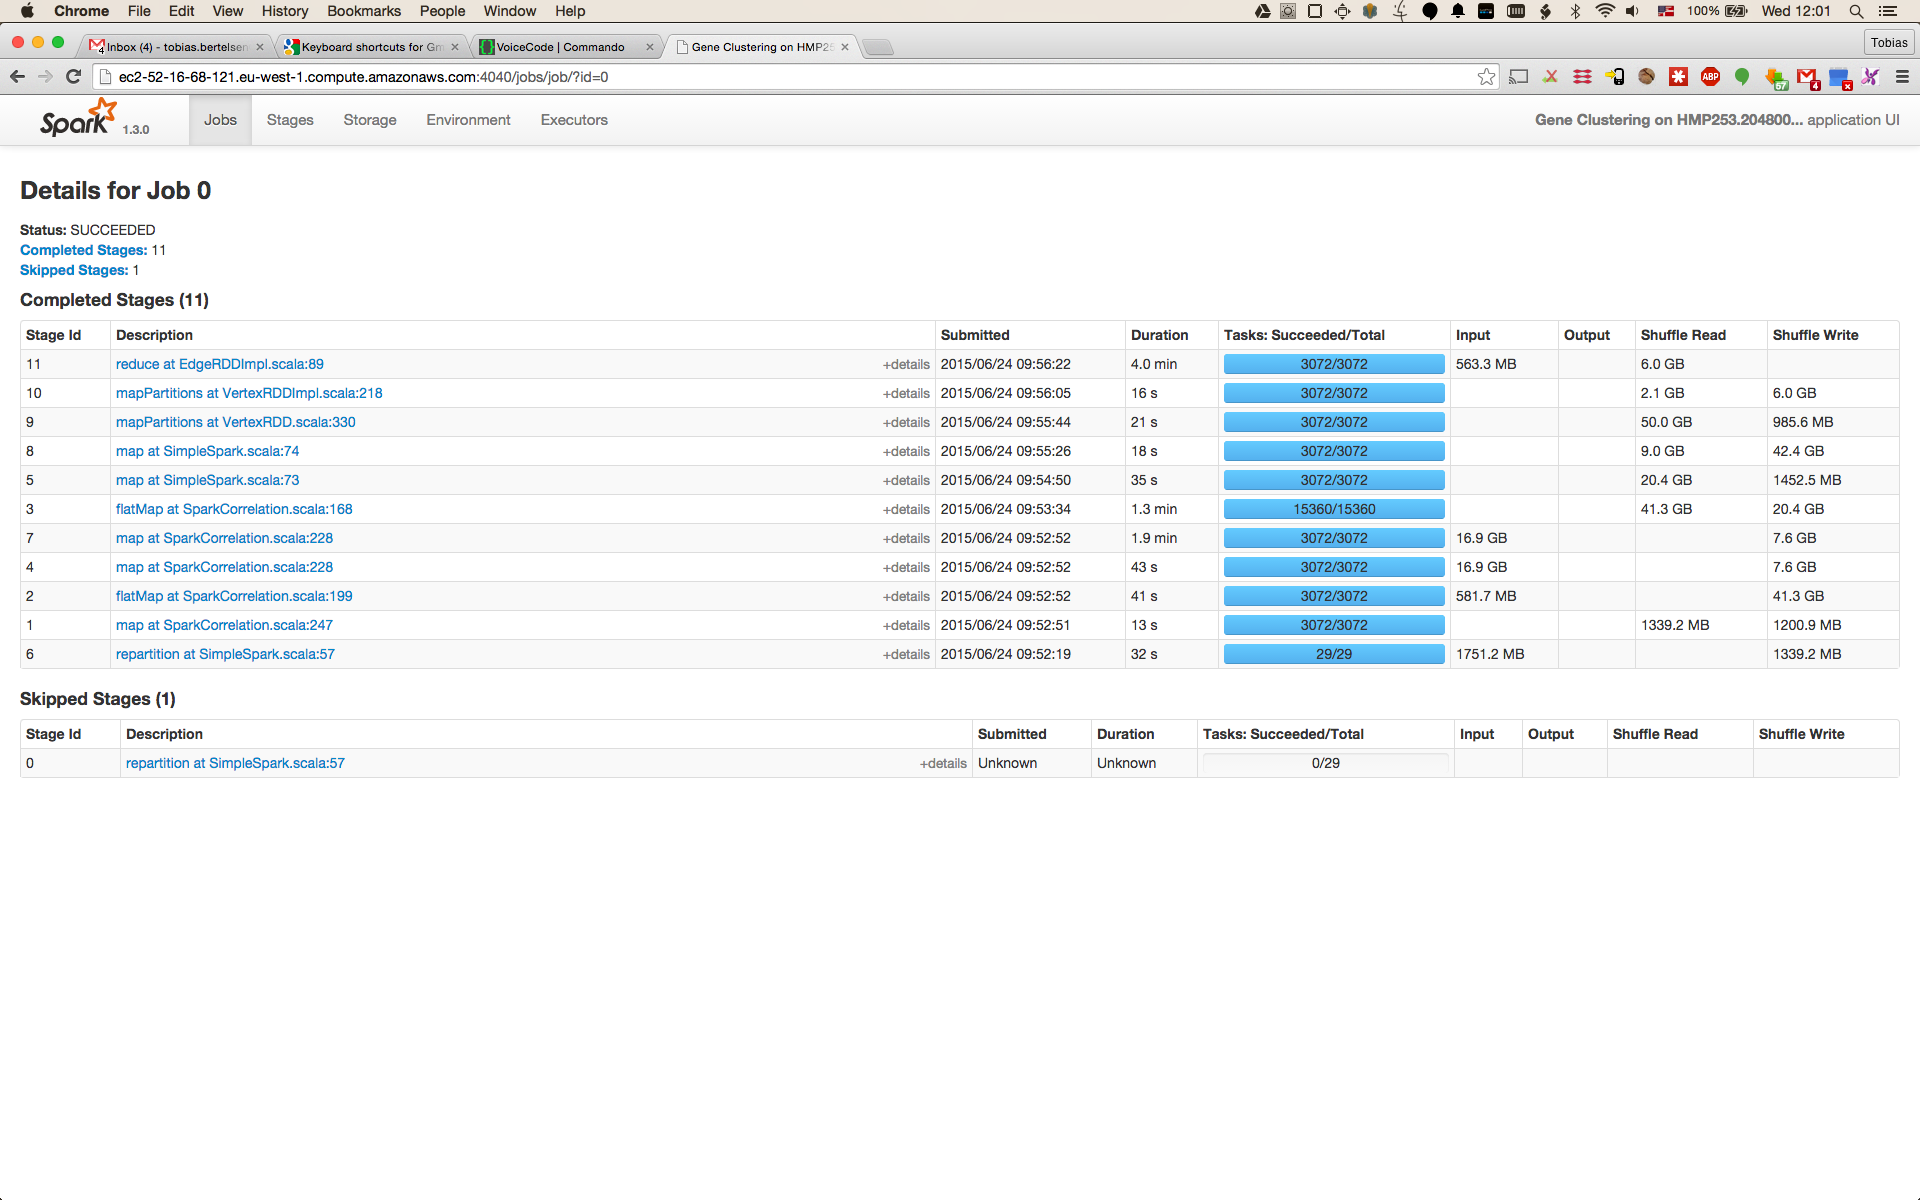 Chrome File Edit View History Bookmarks People Window Help 100% Wed 12:01
Inbox (4) - tobias.bertelsen Keyboard shortcuts for Gm VoiceCode | Commando Gene Clustering on HMP25 Tobias
ec2-52-16-68-121.eu-west-1.compute.amazonaws.com:4040/jobs/job/?id=0
Spark 1.3.0 Jobs Stages Storage Environment Executors Gene Clustering on HMP253.204800... application UI
Details for Job 0
Status: SUCCEEDED
Completed Stages: 11
Skipped Stages: 1
Completed Stages (11)
Stage Id Description Submitted Duration Tasks: Succeeded/Total Input Output Shuffle Read Shuffle Write
11 reduce at EdgeRDDImpl.scala:89 +details 2015/06/24 09:56:22 4.0 min 3072/3072 563.3 MB 6.0 GB
10 mapPartitions at VertexRDDImpl.scala:218 +details 2015/06/24 09:56:05 16 s 3072/3072 2.1 GB 6.0 GB
9 mapPartitions at VertexRDD.scala:330 +details 2015/06/24 09:55:44 21 s 3072/3072 50.0 GB 985.6 MB
8 map at SimpleSpark.scala:74 +details 2015/06/24 09:55:26 18 s 3072/3072 9.0 GB 42.4 GB
5 map at SimpleSpark.scala:73 +details 2015/06/24 09:54:50 35 s 3072/3072 20.4 GB 1452.5 MB
3 flatMap at SparkCorrelation.scala:168 +details 2015/06/24 09:53:34 1.3 min 15360/15360 41.3 GB 20.4 GB
7 map at SparkCorrelation.scala:228 +details 2015/06/24 09:52:52 1.9 min 3072/3072 16.9 GB 7.6 GB
4 map at SparkCorrelation.scala:228 +details 2015/06/24 09:52:52 43 s 3072/3072 16.9 GB 7.6 GB
2 flatMap at SparkCorrelation.scala:199 +details 2015/06/24 09:52:52 41 s 3072/3072 581.7 MB 41.3 GB
1 map at SparkCorrelation.scala:247 +details 2015/06/24 09:52:51 13 s 3072/3072 1339.2 MB 1200.9 MB
6 repartition at SimpleSpark.scala:57 +details 2015/06/24 09:52:19 32 s 29/29 1751.2 MB 1339.2 MB
Skipped Stages (1)
Stage Id Description Submitted Duration Tasks: Succeeded/Total Input Output Shuffle Read Shuffle Write
0 repartition at SimpleSpark.scala:57 +details Unknown Unknown 0/29